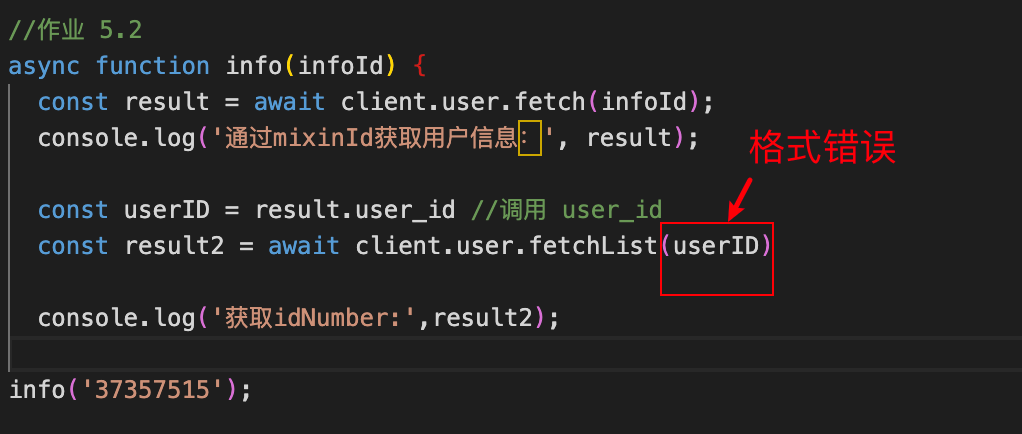 //作业 5.2
async function info(infoId) {
const result = await client.user.fetch(infoId);
console.log('通过mixinId获取用户信息：', result);
格式错误
const userID = result.user_id //调用 user_id
const result2 = await client.user.fetchList(userID)
console.log('获取idNumber:',result2);
info('37357515');